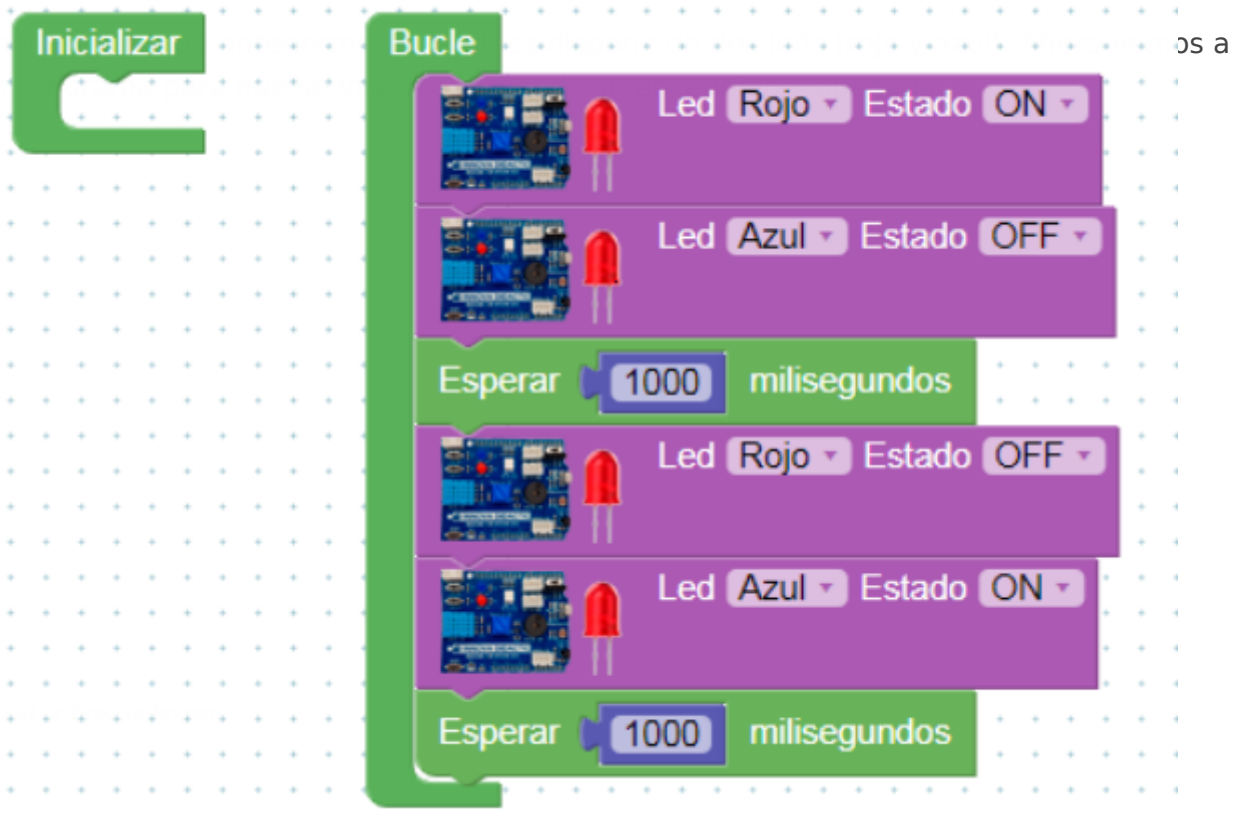 Inicializar
Bucle
os a
Led Rojo Estado ON
Led Azul Estado OFF
Esperar 1000 milisegundos
Led Rojo Estado OFF
Led Azul Estado ON
Esperar 1000 milisegundos